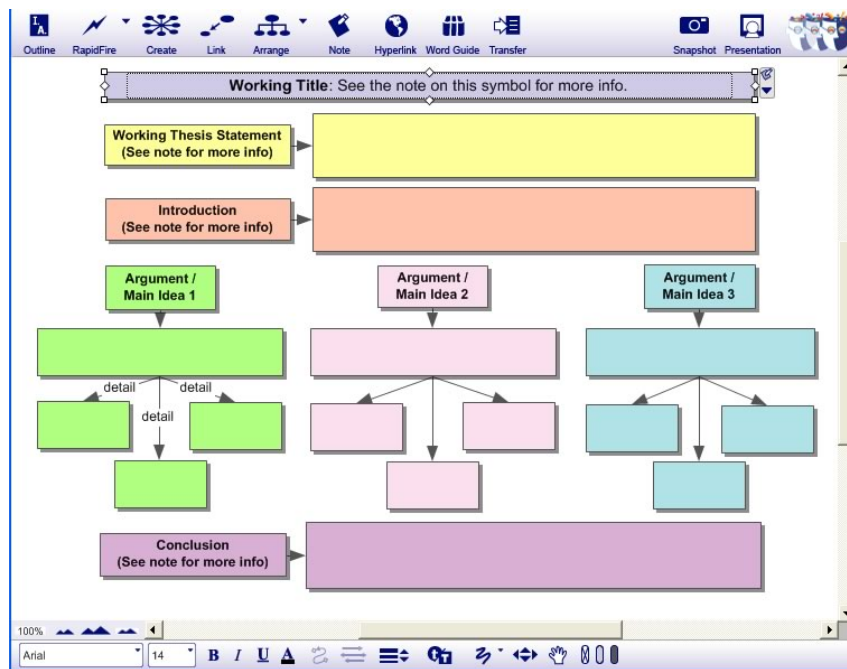 Outline RapidFire Create Link Arrange Note Hyperlink Word Guide Transfer Snapshot Presentation
Working Title: See the note on this symbol for more info.
Working Thesis Statement
(See note for more info)
Introduction
(See note for more info)
Argument /
Main Idea 1
Argument /
Main Idea 2
Argument /
Main Idea 3
detail
detail
detail
Conclusion
(See note for more info)
100%
Arial 14 B I U A